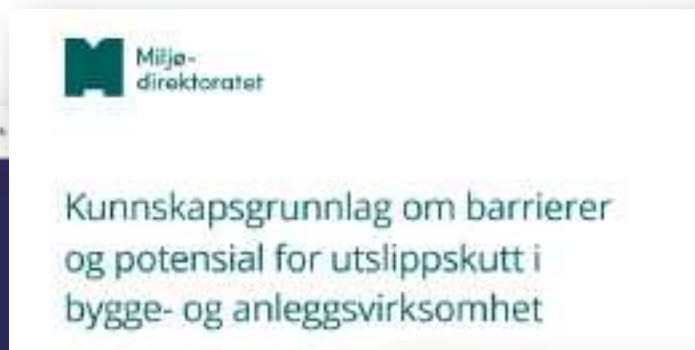 Miljø-
direktoratet
Kunnskapsgrunnlag om barrierer
og potensial for utslippskutt i
bygge- og anleggsvirksomhet